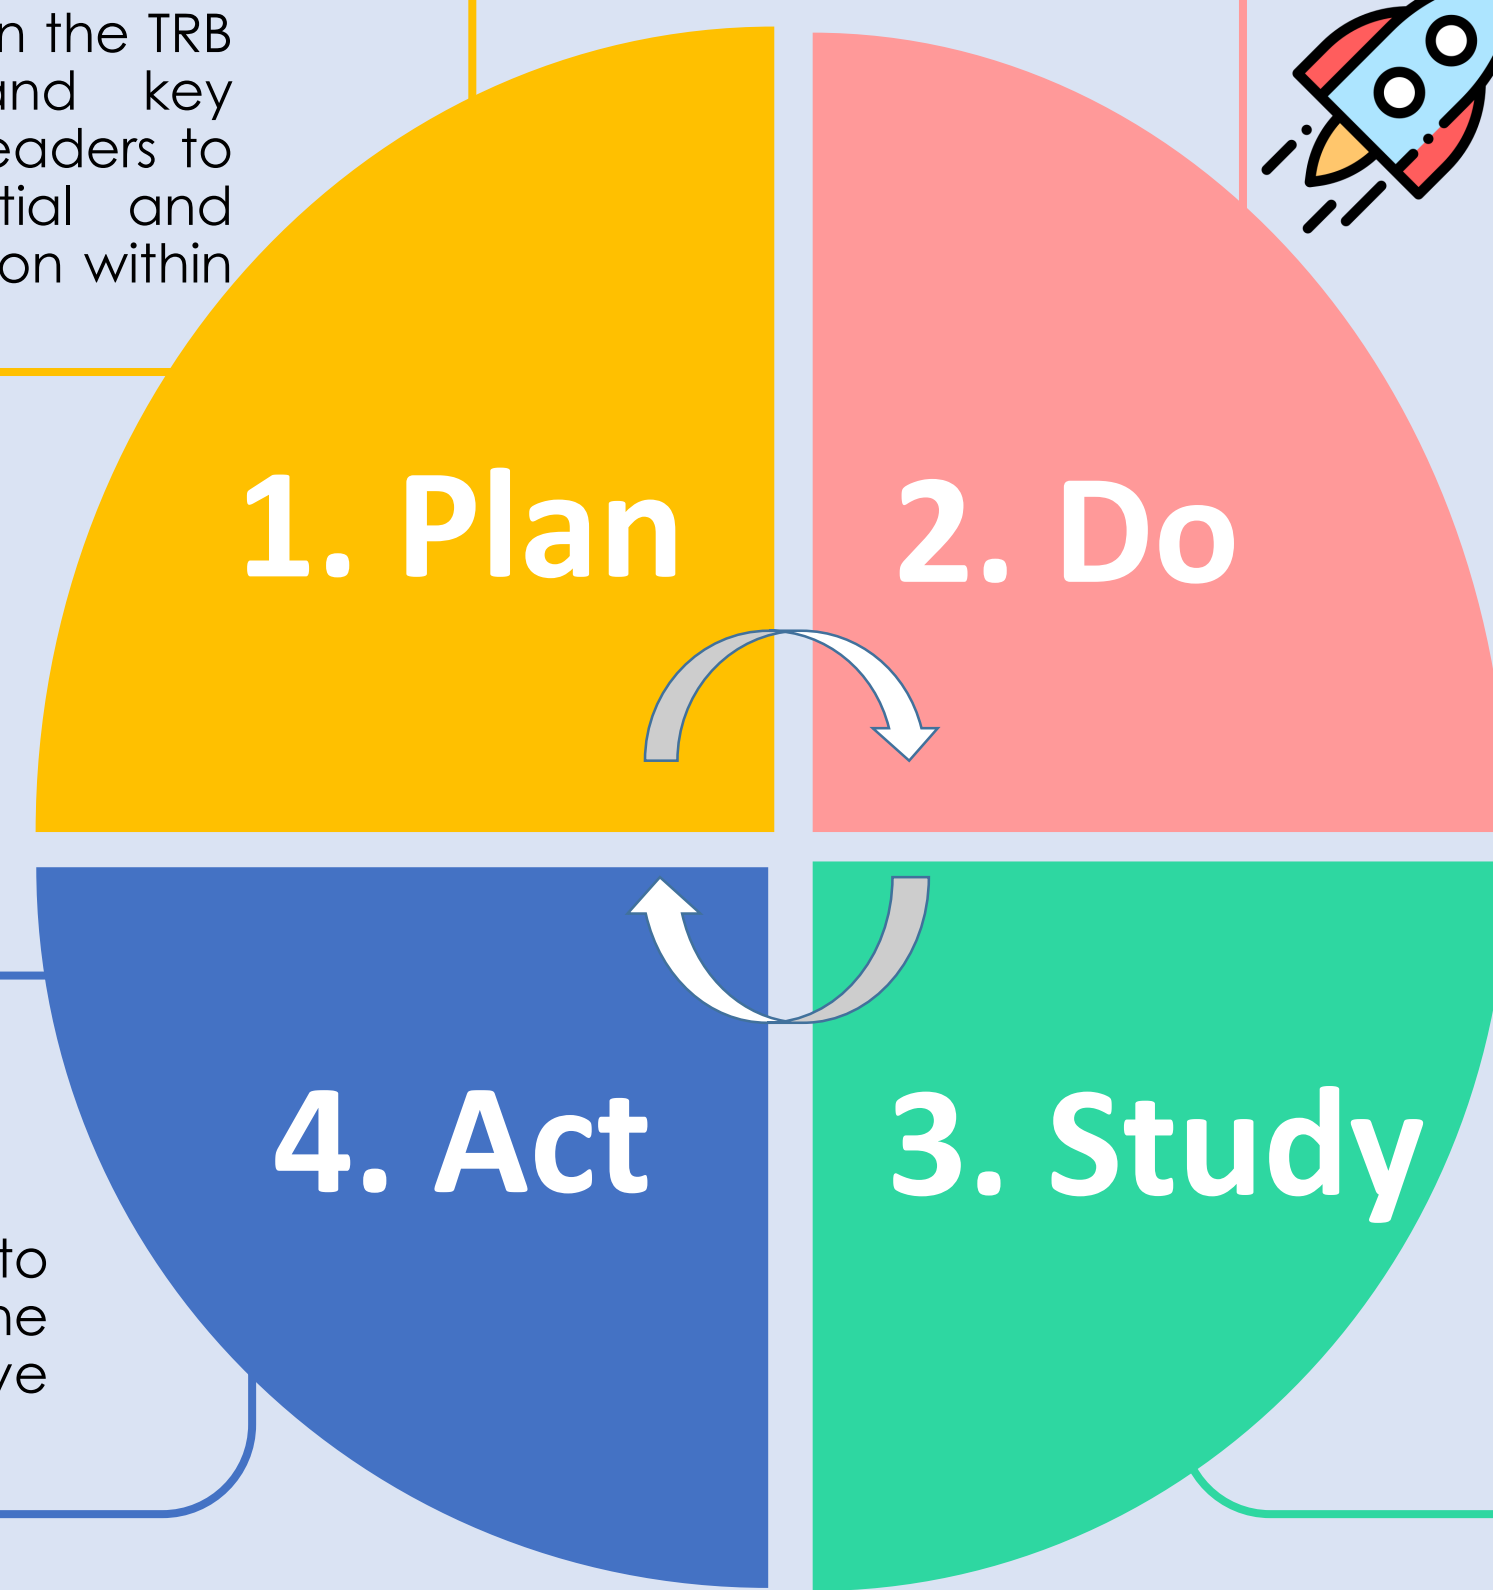 n the TRB
and key
eaders to
tial and
on within
1. Plan
2. Do
4. Act
3. Study
to
ne
ve